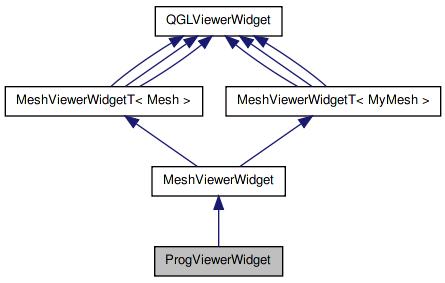 QGLViewerWidget
MeshViewerWidgetT< Mesh >
MeshViewerWidgetT< MyMesh >
MeshViewerWidget
ProgViewerWidget